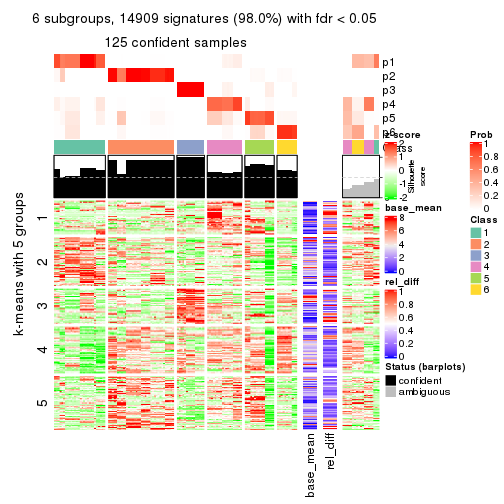 6 subgroups, 14909 signatures (98.0%) with fdr < 0.05
125 confident samples
p1
p2
p3
p4
p5
p6
Class
z-score
2
1
0
-1
-2
Silhouette
score
Prob
1
0.8
0.6
0.4
0.2
0
base_mean
8
6
4
2
0
Class
1
2
3
4
5
6
rel_diff
1
0.8
0.6
0.4
0.2
0
Status (barplots)
confident
ambiguous
k-means with 5 groups
1
2
3
4
5
base_mean
rel_diff